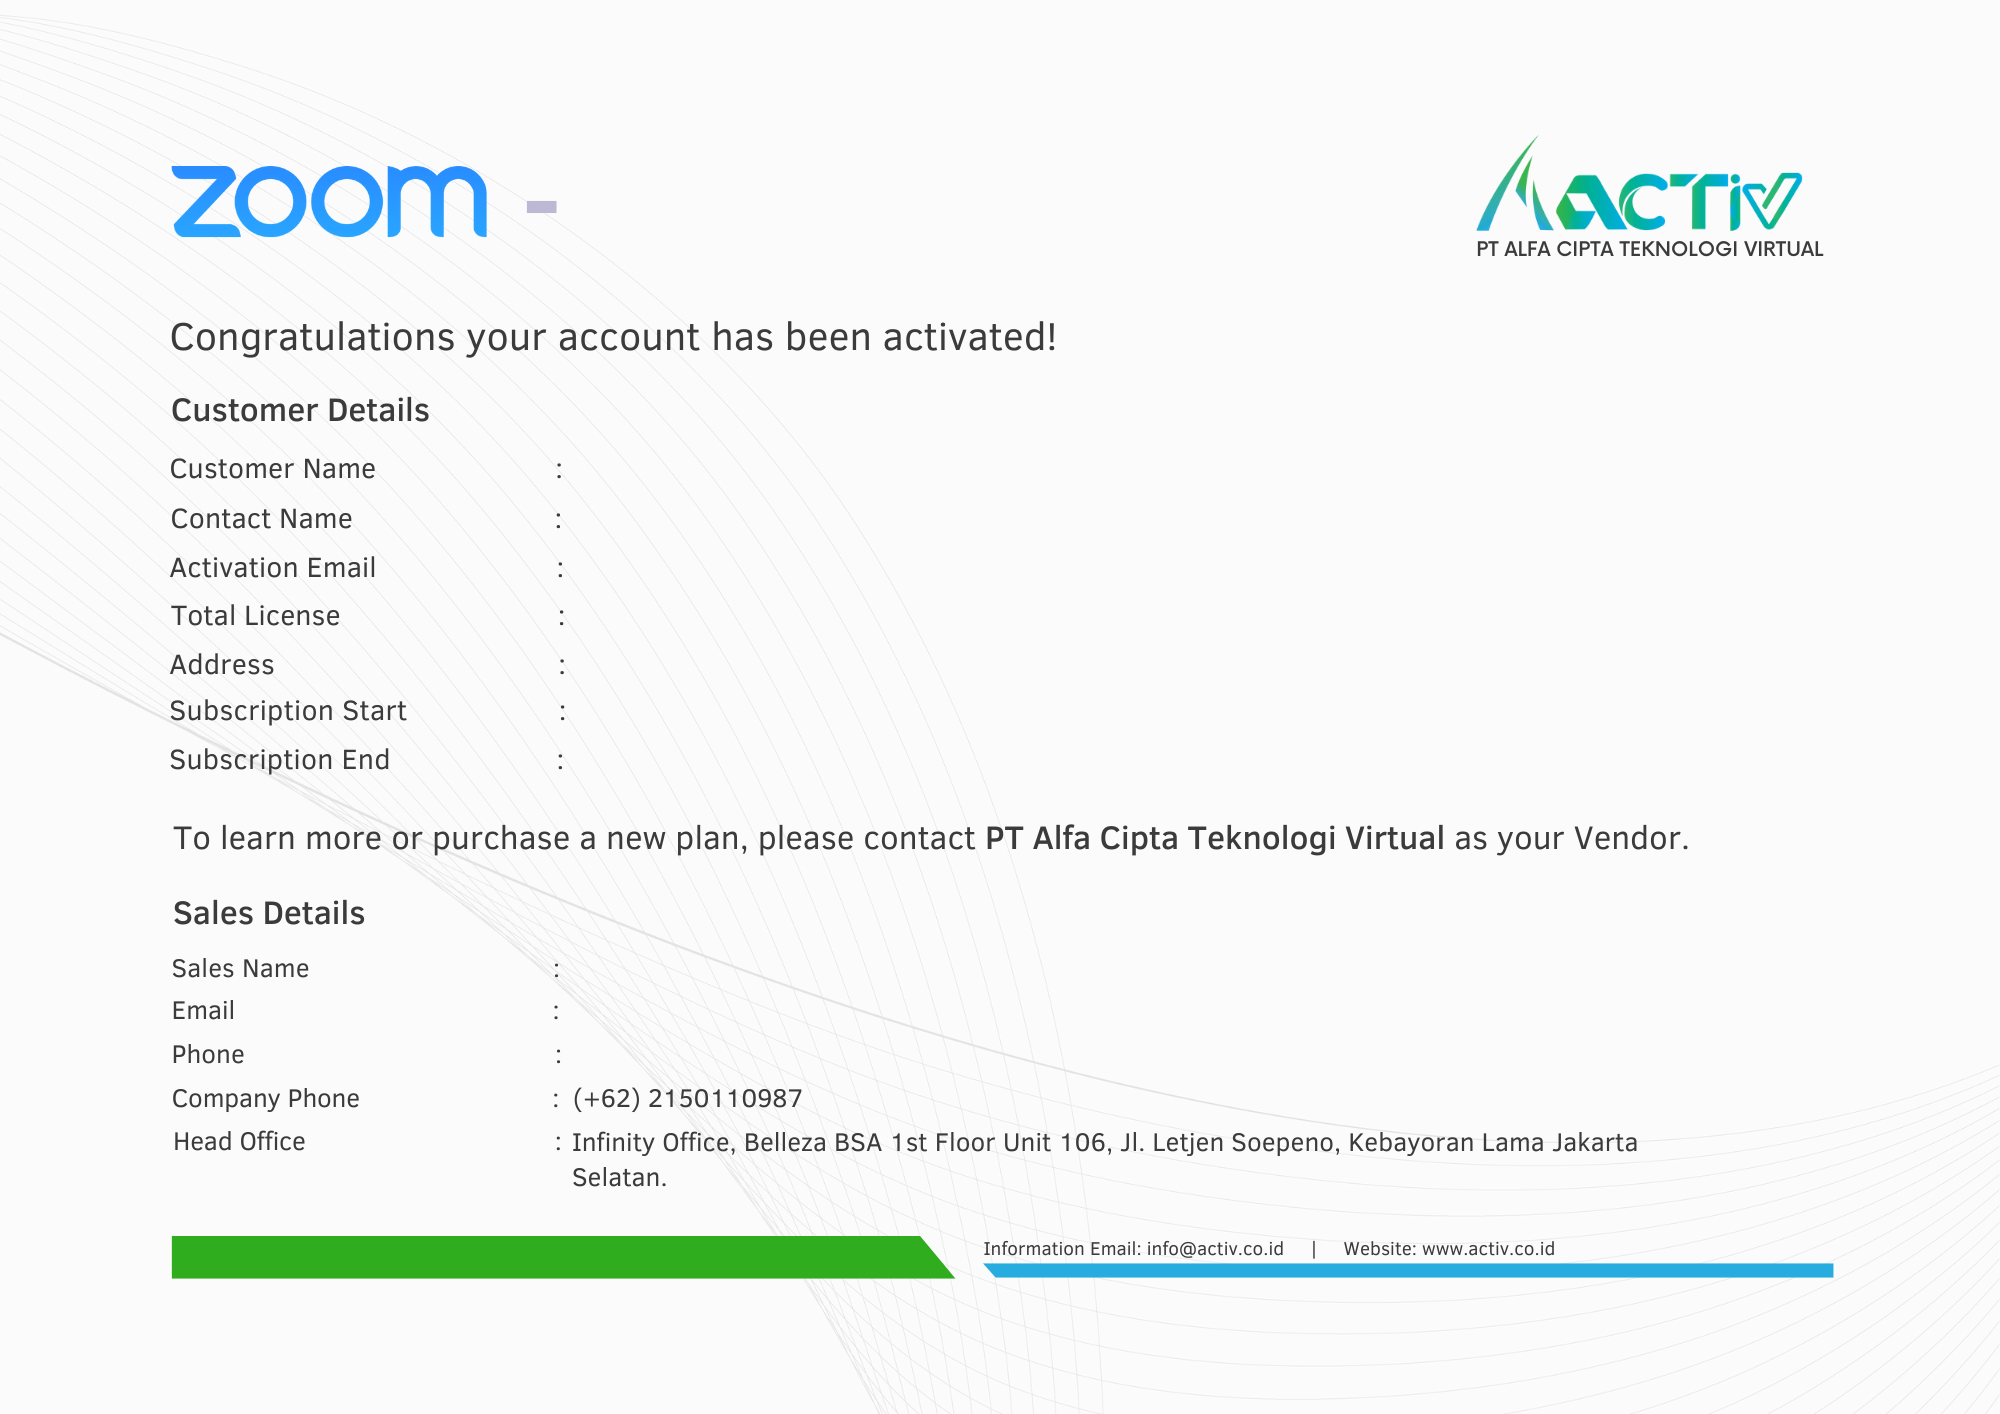 zoom -
ACTiV
PT ALFA CIPTA TEKNOLOGI VIRTUAL
Congratulations your account has been activated!
Customer Details
Customer Name :
Contact Name :
Activation Email :
Total License :
Address :
Subscription Start :
Subscription End :
To learn more or purchase a new plan, please contact PT Alfa Cipta Teknologi Virtual as your Vendor.
Sales Details
Sales Name :
Email :
Phone :
Company Phone : (+62) 2150110987
Head Office : Infinity Office, Belleza BSA 1st Floor Unit 106, Jl. Letjen Soepeno, Kebayoran Lama Jakarta
Selatan.
Information Email: info@activ.co.id | Website: www.activ.co.id